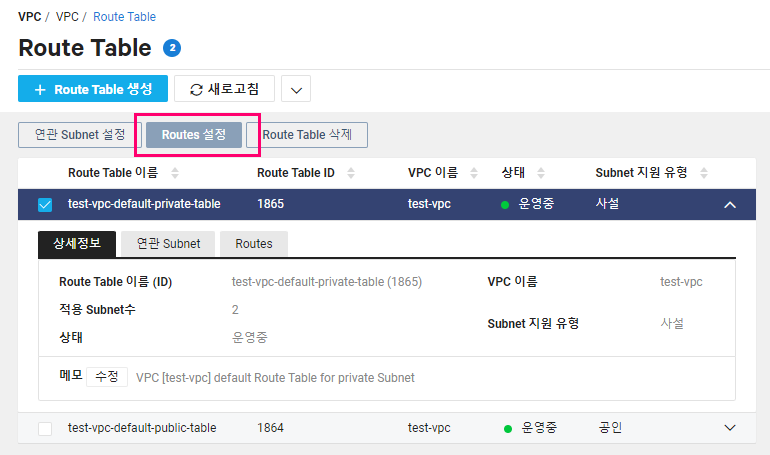 VPC / VPC / Route Table
Route Table 2
+ Route Table 생성 새로고침
연관 Subnet 설정 Routes 설정 Route Table 삭제
Route Table 이름 Route Table ID VPC 이름 상태 Subnet 지원 유형
test-vpc-default-private-table 1865 test-vpc 운영중 사설
상세정보 연관 Subnet Routes
Route Table 이름 (ID) test-vpc-default-private-table (1865) VPC 이름 test-vpc
적용 Subnet수 2
Subnet 지원 유형 사설
상태 운영중
메모 수정 VPC [test-vpc] default Route Table for private Subnet
test-vpc-default-public-table 1864 test-vpc 운영중 공인